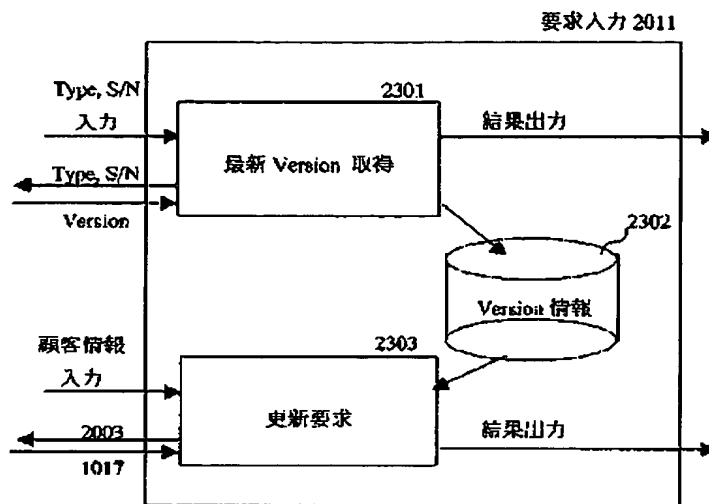 要求入力 2011
Type, S/N
2301
入力
結果出力
最新 Version 取得
Type, S/N
Version
2302
Version 情報
顧客情報
2303
入力
更新要求
2003
結果出力
1017